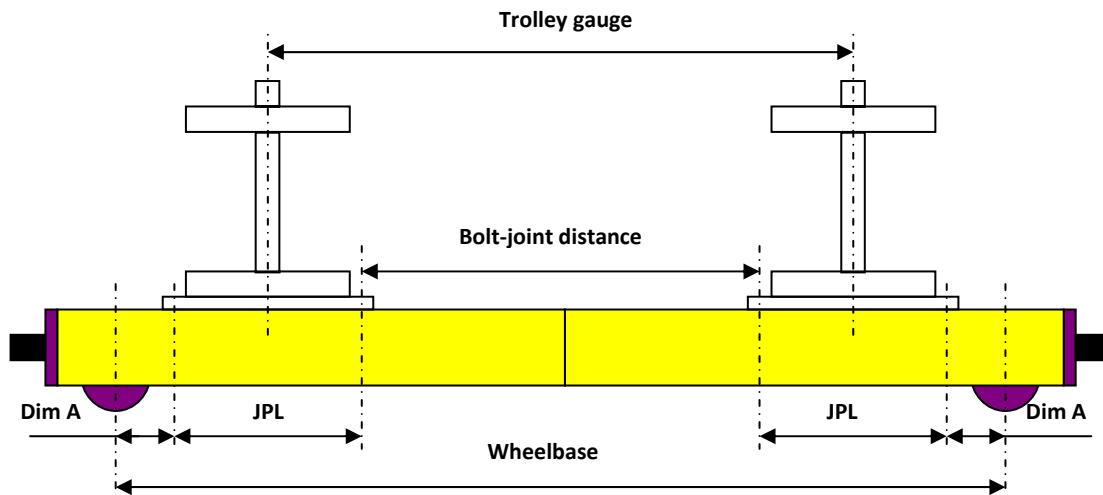 Trolley gauge
Bolt-joint distance
Dim A
JPL
JPL
Dim A
Wheelbase